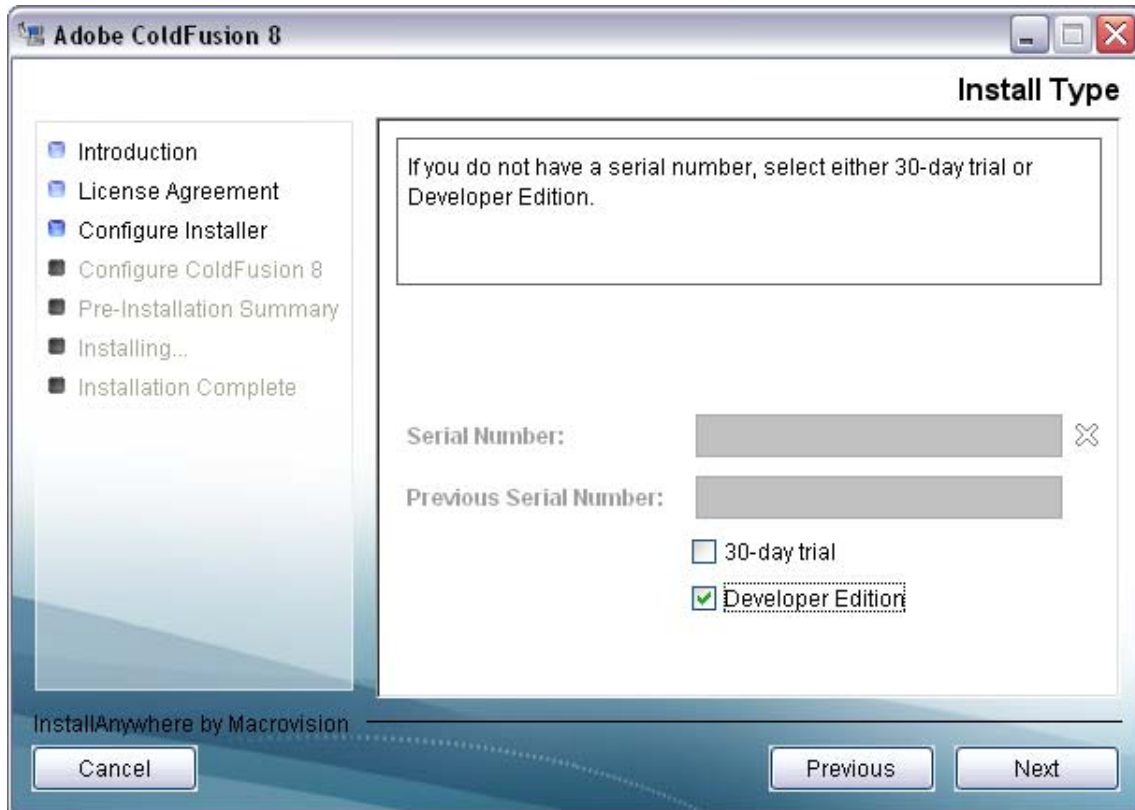 Adobe ColdFusion 8
Install Type
Introduction
License Agreement
Configure Installer
Configure ColdFusion 8
Pre-Installation Summary
Installing...
Installation Complete
If you do not have a serial number, select either 30-day trial or
Developer Edition.
Serial Number:
Previous Serial Number:
30-day trial
Developer Edition
InstallAnywhere by Macrovision
Cancel
Previous
Next